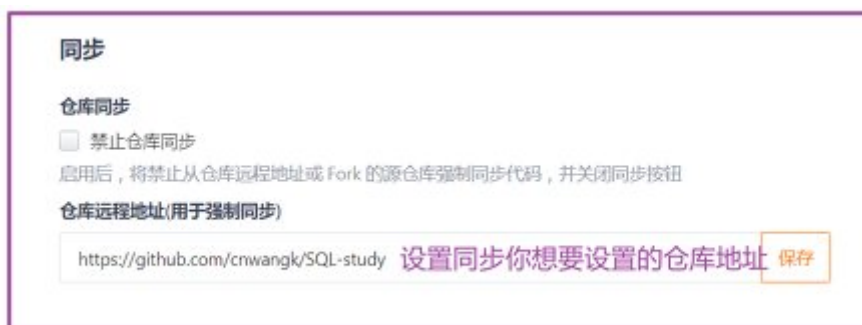 同步
仓库同步
禁止仓库同步
启用后，将禁止从仓库远程地址或 Fork 的源仓库强制同步代码，并关闭同步按钮
仓库远程地址(用于强制同步)
https://github.com/cnwangk/SQL-study 设置同步你想要设置的仓库地址 保存